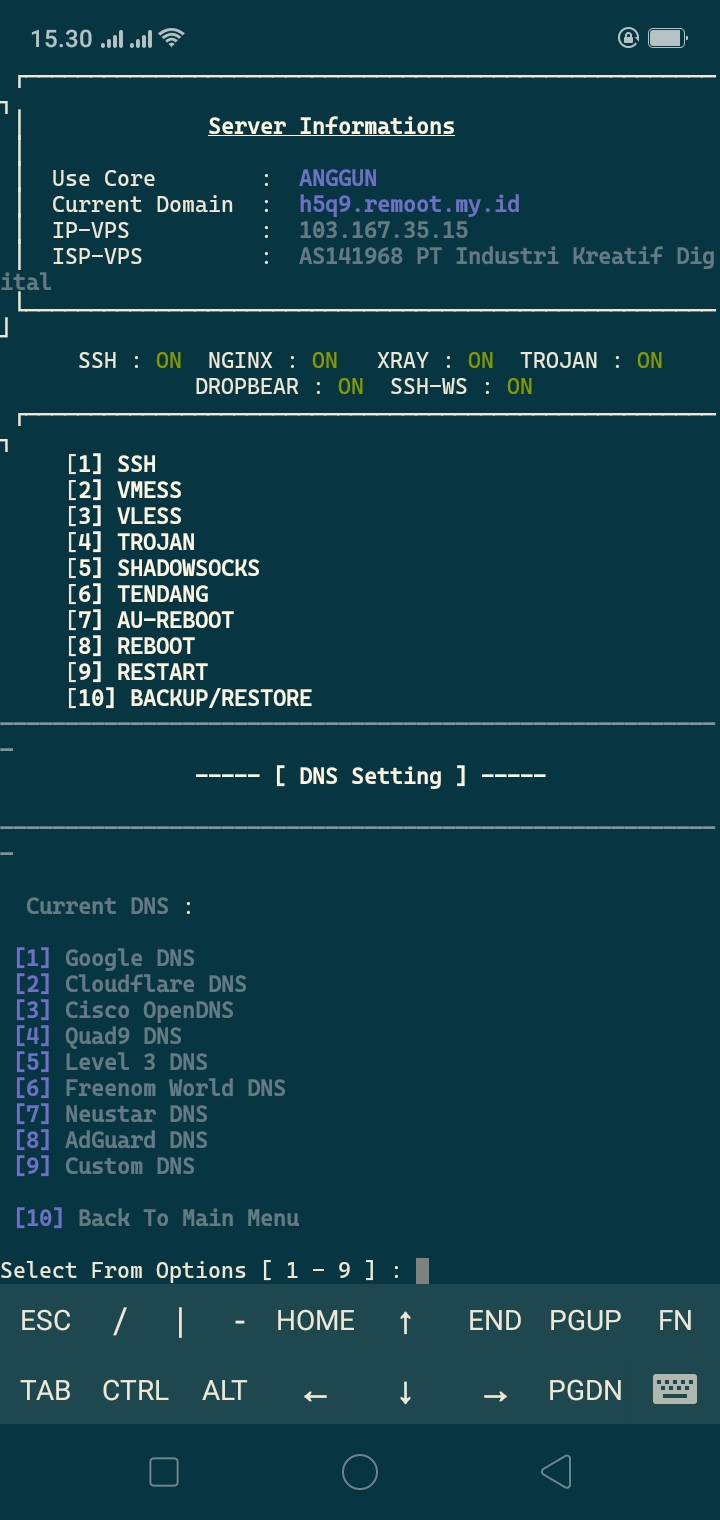 15.30
Server Informations
Use Core : ANGGUN
Current Domain : h5q9.remoot.my.id
IP-VPS : 103.167.35.15
ISP-VPS : AS141968 PT Industri Kreatif Dig
ital
SSH : ON NGINX : ON XRAY : ON TROJAN : ON
DROPBEAR : ON SSH-WS : ON
[1] SSH
[2] VMESS
[3] VLESS
[4] TROJAN
[5] SHADOWSOCKS
[6] TENDANG
[7] AU-REBOOT
[8] REBOOT
[9] RESTART
[10] BACKUP/RESTORE
----- [ DNS Setting ] -----
Current DNS :
[1] Google DNS
[2] Cloudflare DNS
[3] Cisco OpenDNS
[4] Quad9 DNS
[5] Level 3 DNS
[6] Freenom World DNS
[7] Neustar DNS
[8] AdGuard DNS
[9] Custom DNS
[10] Back To Main Menu
Select From Options [ 1 - 9 ] :
ESC / | - HOME ↑ END PGUP FN
TAB CTRL ALT ← ↓ → PGDN